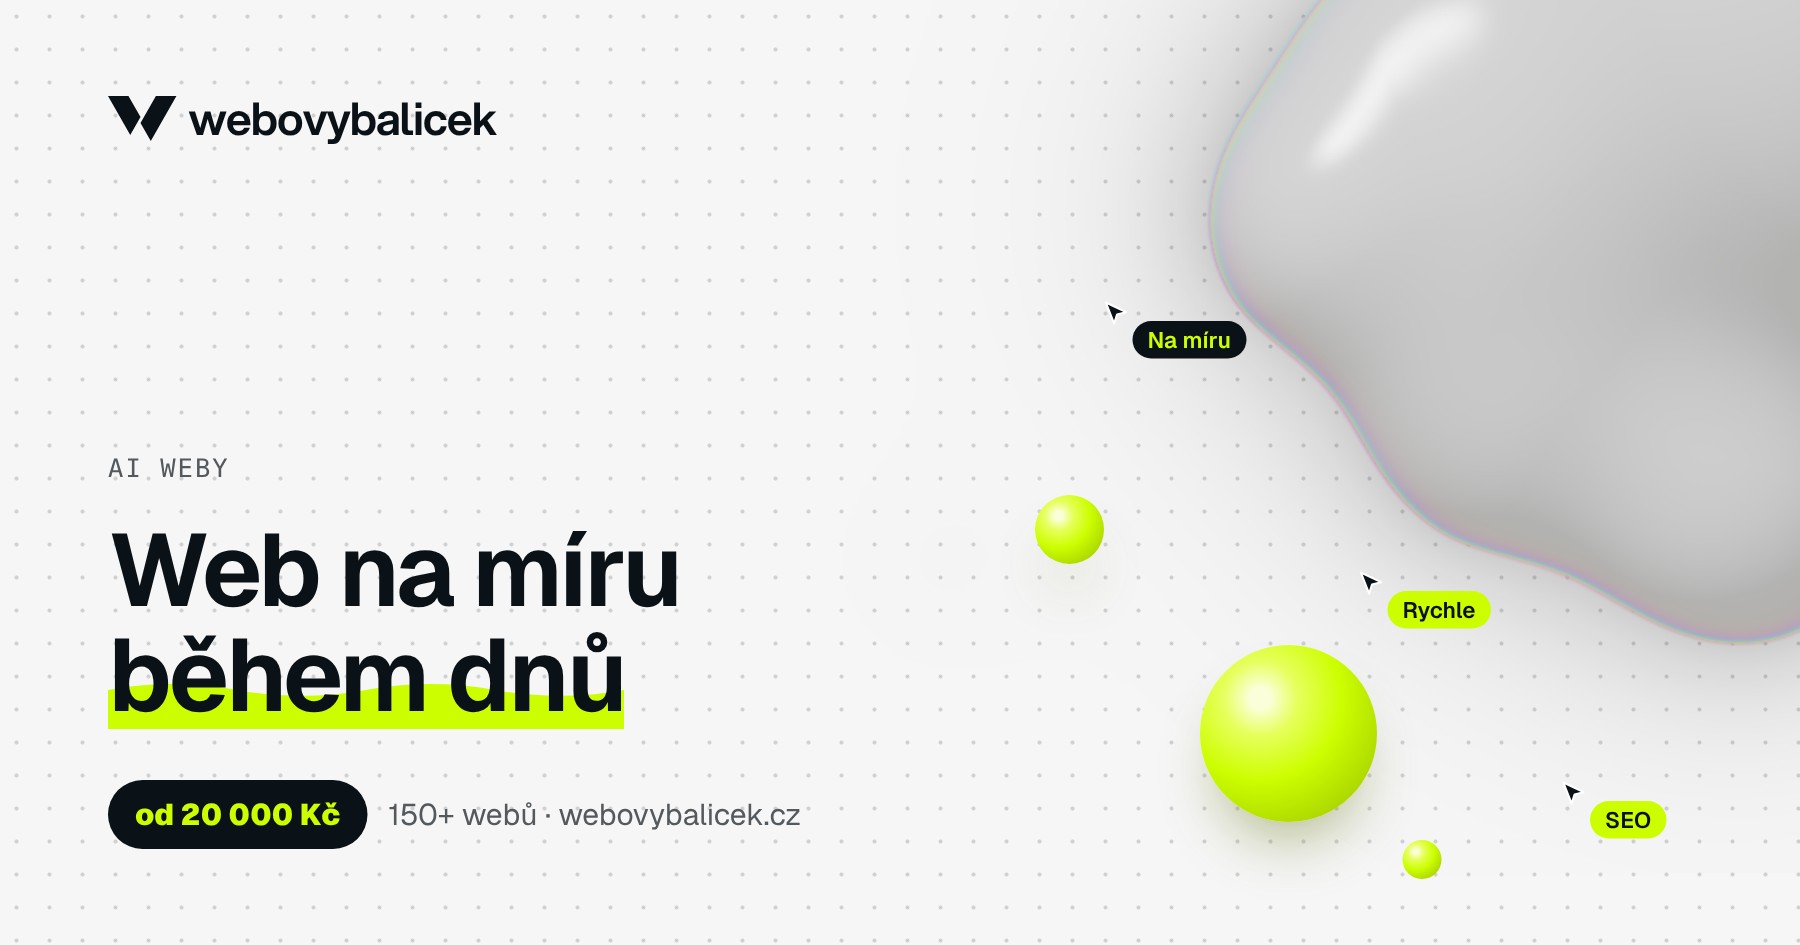 webovybalicek
Na míru
AI WEBY
Web na míru
během dnů
Rychle
od 20 000 Kč
150+ webů · webovybalicek.cz
SEO